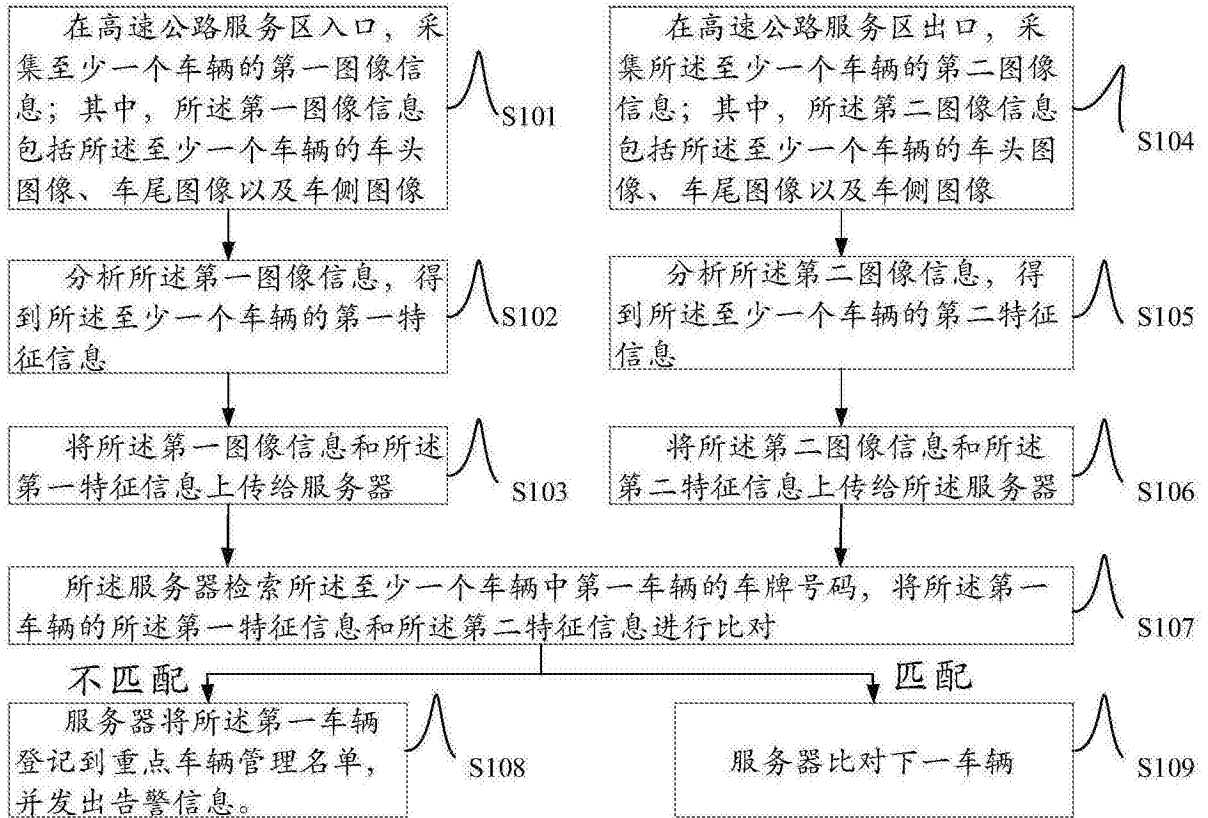 在高速公路服务区入口，采
集至少一个车辆的第一图像信
息；其中，所述第一图像信息
包括所述至少一个车辆的车头
图像、车尾图像以及车侧图像
S101
分析所述第一图像信息，得
到所述至少一个车辆的第一特
征信息
S102
将所述第一图像信息和所述
第一特征信息上传给服务器
S103
在高速公路服务区出口，采
集所述至少一个车辆的第二图像
信息；其中，所述第二图像信息
包括所述至少一个车辆的车头图
像、车尾图像以及车侧图像
S104
分析所述第二图像信息，得
到所述至少一个车辆的第二特征
信息
S105
将所述第二图像信息和所述
第二特征信息上传给所述服务器
S106
所述服务器检索所述至少一个车辆中第一车辆的车牌号码，将所述第一
车辆的所述第一特征信息和所述第二特征信息进行比对
S107
不匹配
服务器将所述第一车辆
登记到重点车辆管理名单，
并发出告警信息。
S108
匹配
服务器比对下一车辆
S109